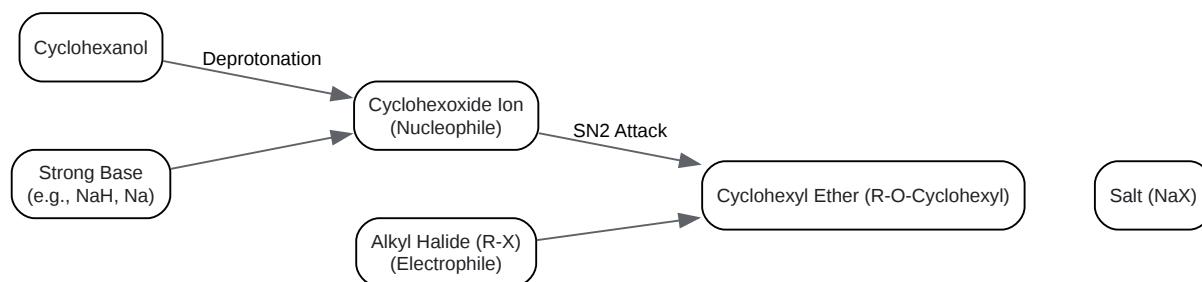 Cyclohexanol
Deprotonation
Strong Base
(e.g., NaH, Na)
Cyclohexoxide Ion
(Nucleophile)
SN2 Attack
Alkyl Halide (R-X)
(Electrophile)
Cyclohexyl Ether (R-O-Cyclohexyl)
Salt (NaX)